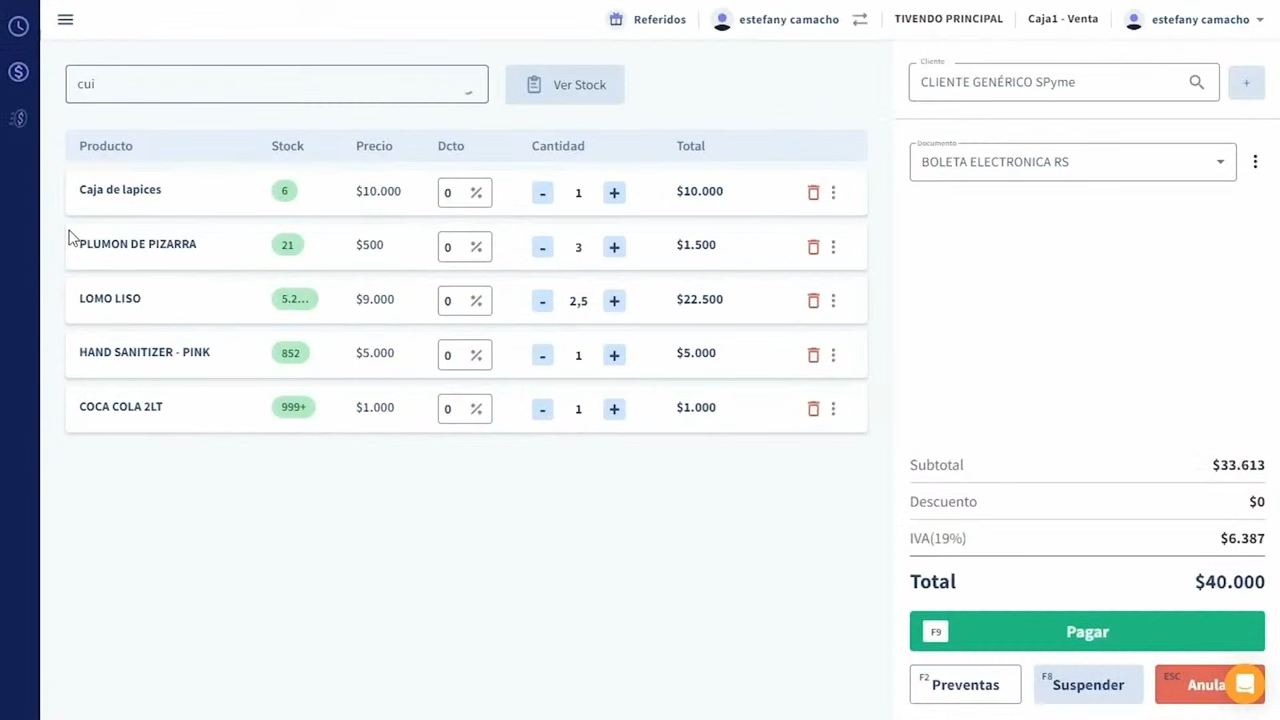 Referidos estefany camacho TIVENDO PRINCIPAL Caja1 - Venta estefany camacho
cui Ver Stock
Cliente
CLIENTE GENÉRICO SPyme +
Producto Stock Precio Dcto Cantidad Total
Documento
BOLETA ELECTRONICA RS
Caja de lapices 6 $10.000 0 % - 1 + $10.000
PLUMON DE PIZARRA 21 $500 0 % - 3 + $1.500
LOMO LISO 5.2... $9.000 0 % - 2,5 + $22.500
HAND SANITIZER - PINK 852 $5.000 0 % - 1 + $5.000
COCA COLA 2LT 999+ $1.000 0 % - 1 + $1.000
Subtotal $33.613
Descuento $0
IVA(19%) $6.387
Total $40.000
F9 Pagar
F2 Preventas F8 Suspender ESC Anula